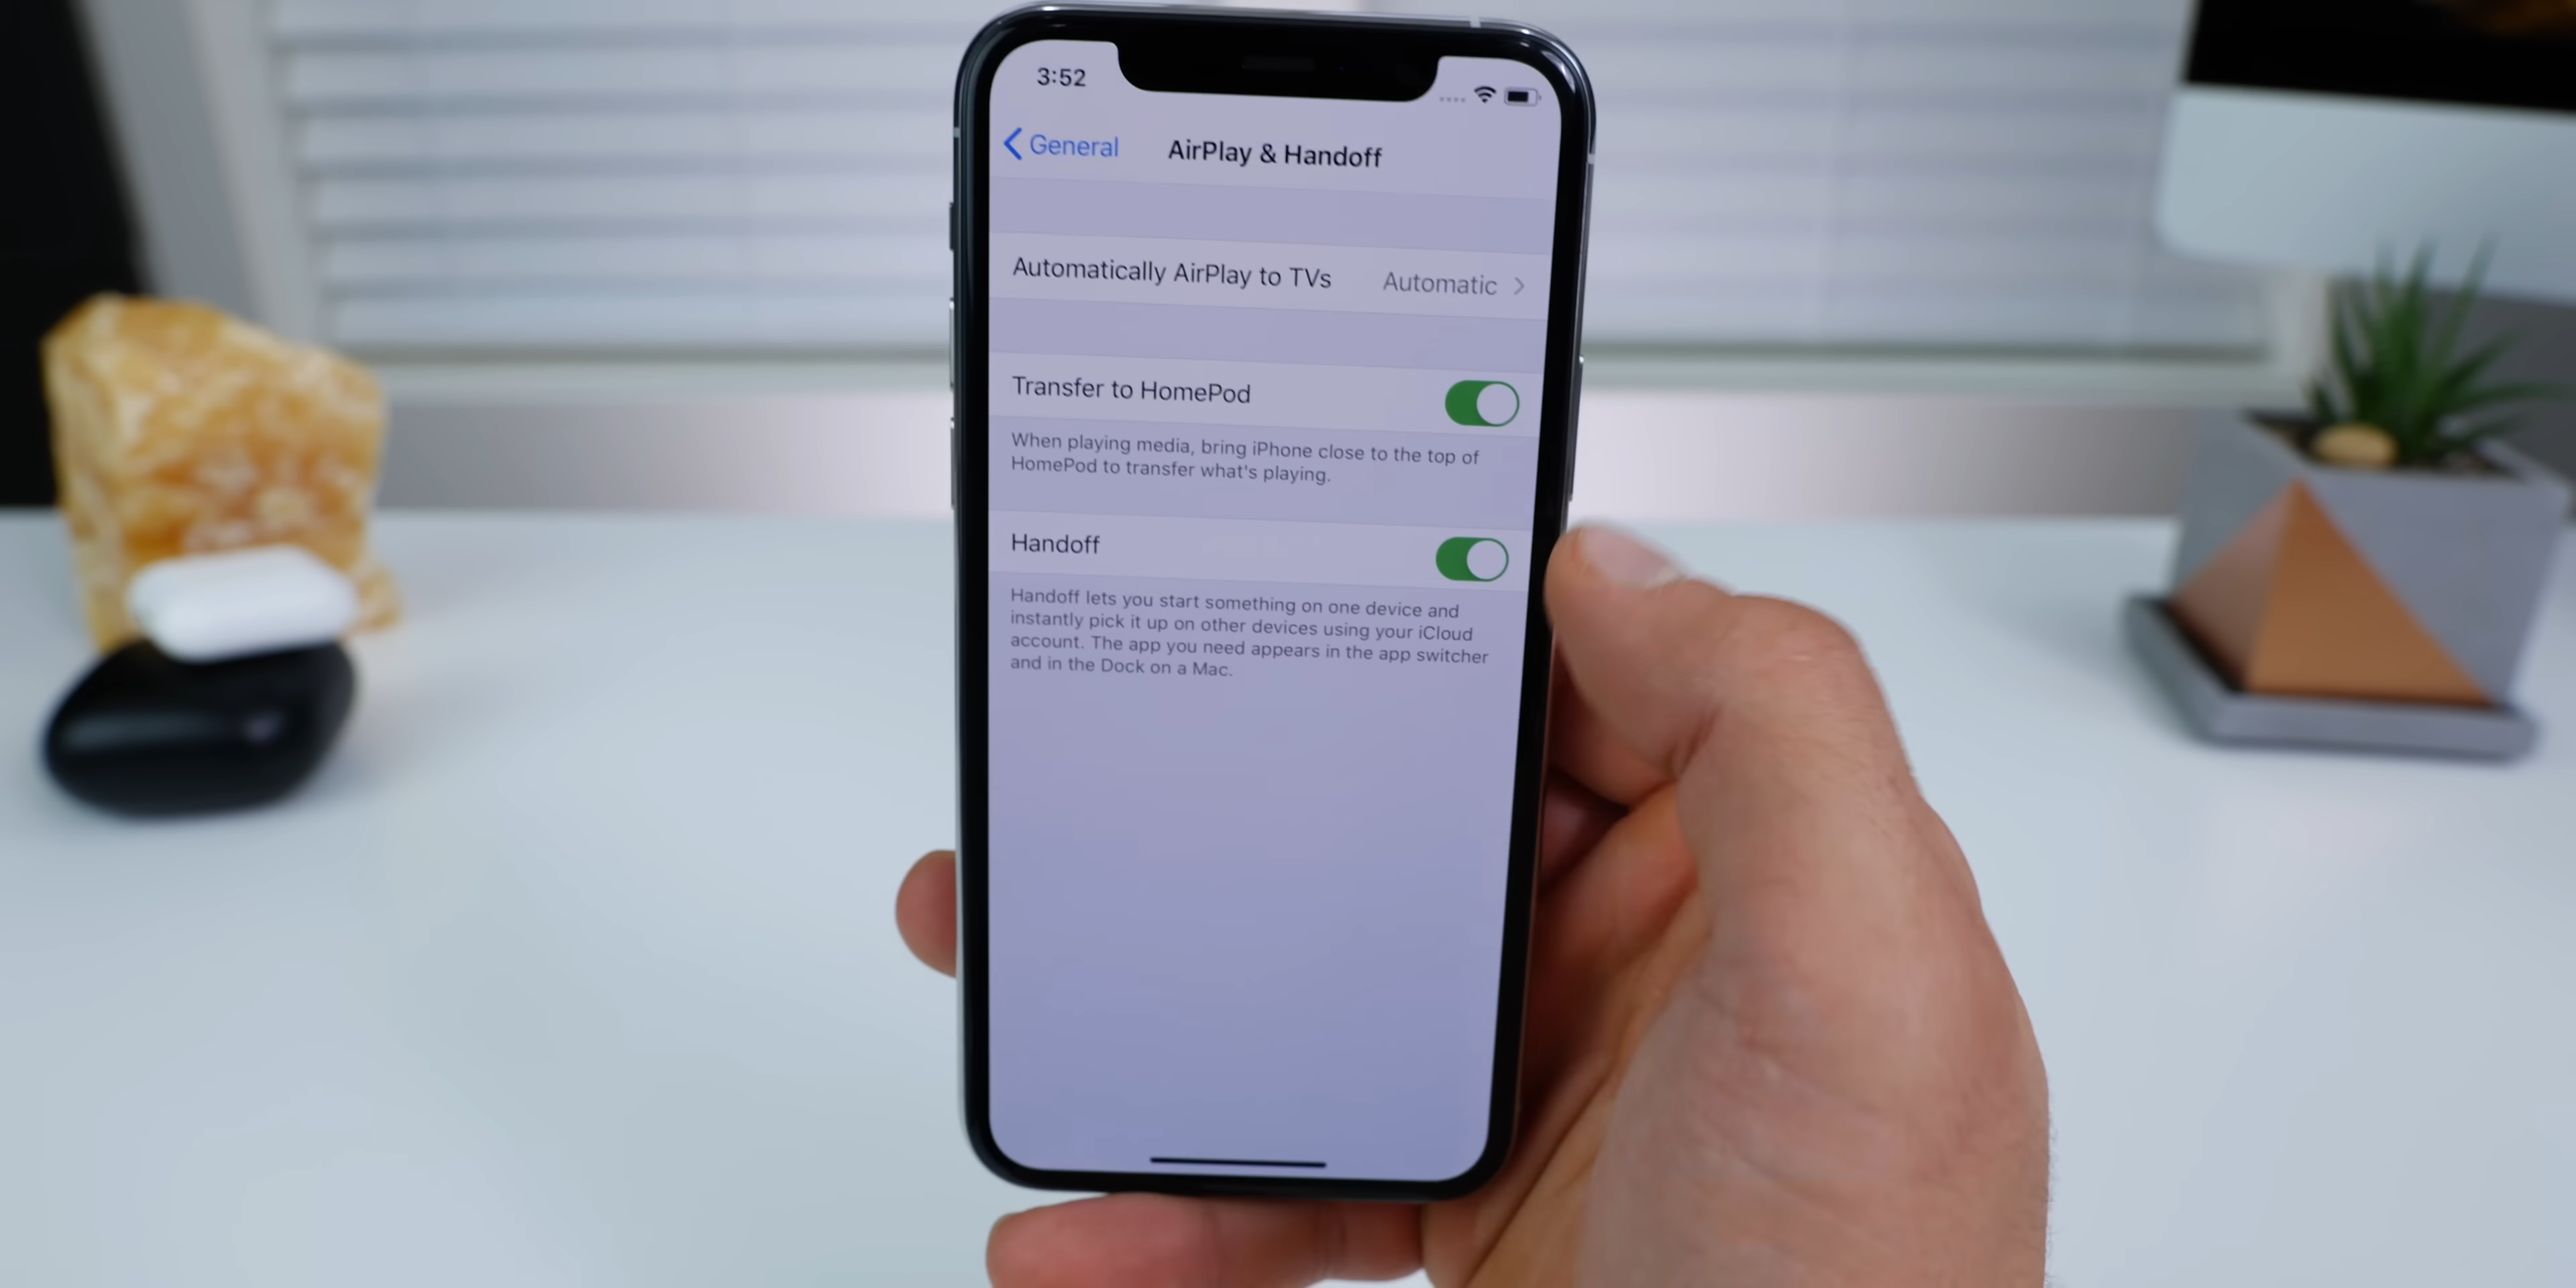 3:52
General
AirPlay & Handoff
Automatically AirPlay to TVs
Automatic
Transfer to HomePod
When playing media, bring iPhone close to the top of
HomePod to transfer what's playing.
Handoff
Handoff lets you start something on one device and
instantly pick it up on other devices using your iCloud
account. The app you need appears in the app switcher
and in the Dock on a Mac.